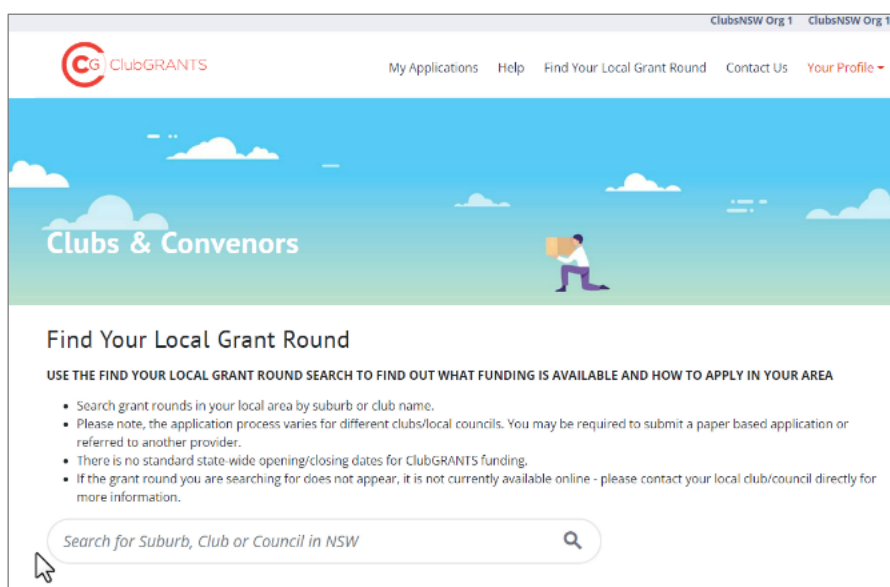 ClubsNSW Org 1 ClubsNSW Org 1
CG ClubGRANTS
My Applications Help Find Your Local Grant Round Contact Us Your Profile
Clubs & Convenors
Find Your Local Grant Round
USE THE FIND YOUR LOCAL GRANT ROUND SEARCH TO FIND OUT WHAT FUNDING IS AVAILABLE AND HOW TO APPLY IN YOUR AREA
• Search grant rounds in your local area by suburb or club name.
• Please note, the application process varies for different clubs/local councils. You may be required to submit a paper based application or
referred to another provider.
• There is no standard state-wide opening/closing dates for ClubGRANTS funding.
• If the grant round you are searching for does not appear, it is not currently available online - please contact your local club/council directly for
more information.
Search for Suburb, Club or Council in NSW